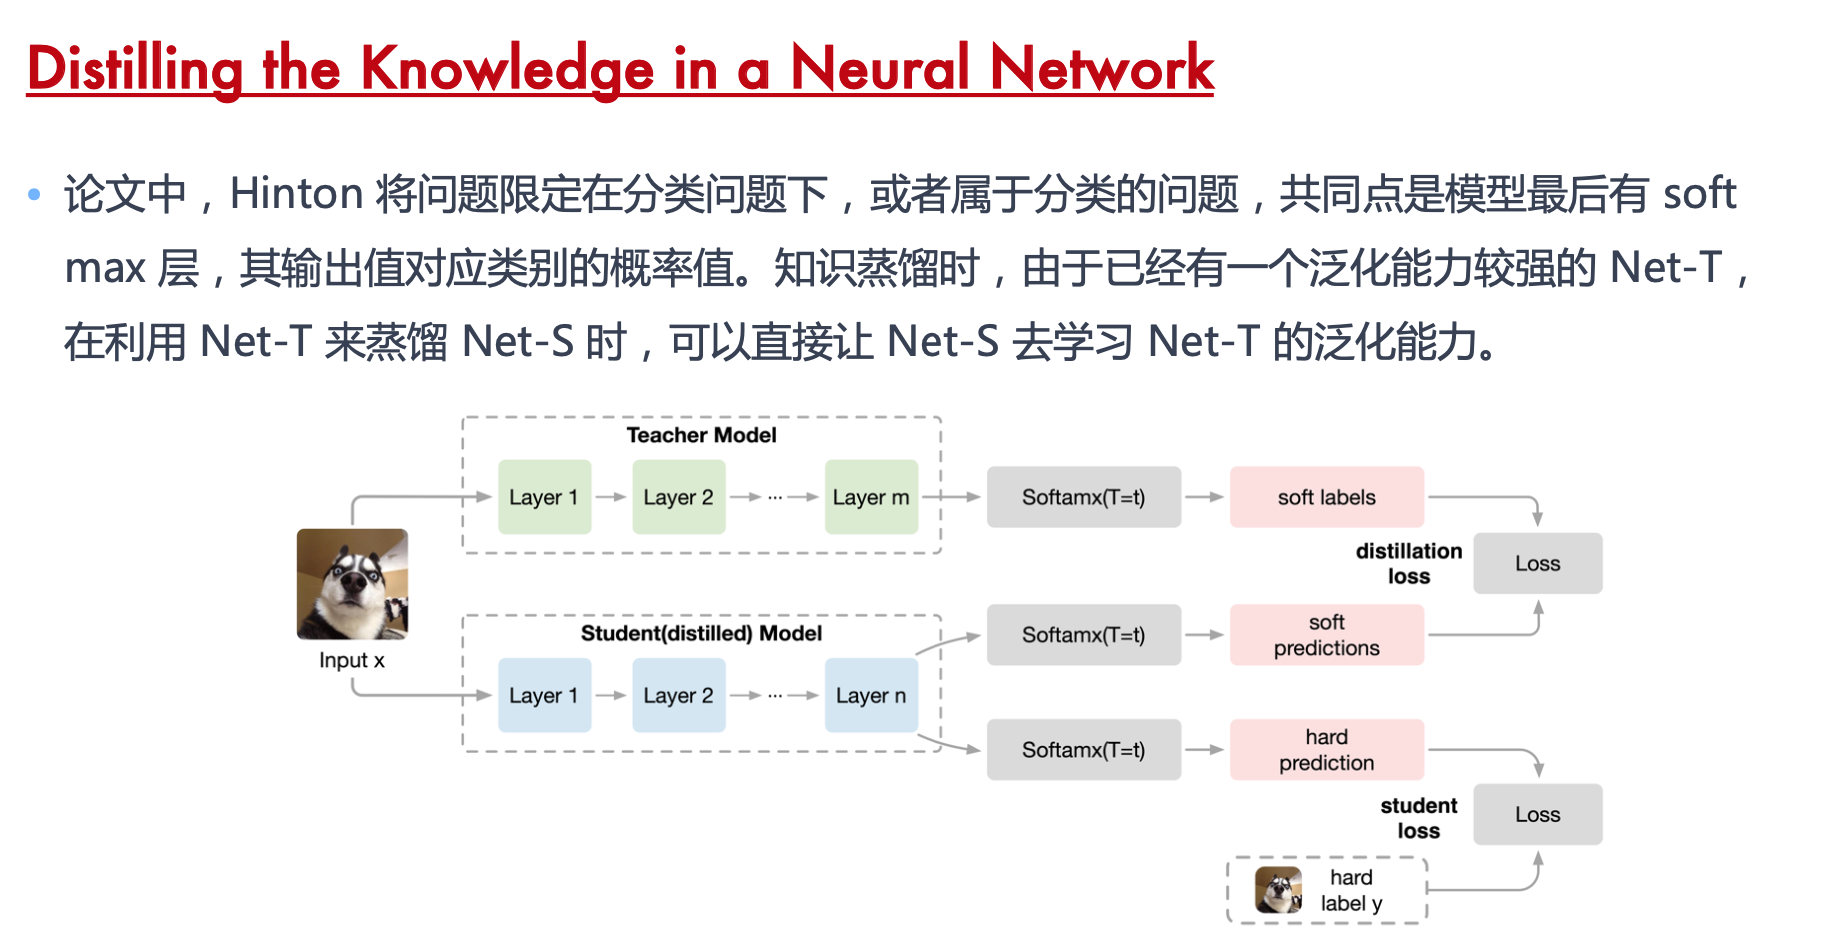 Distilling the Knowledge in a Neural Network
• 论文中，Hinton 将问题限定在分类问题下，或者属于分类的问题，共同点是模型最后有 soft
max 层，其输出值对应类别的概率值。知识蒸馏时，由于已经有一个泛化能力较强的 Net-T，
在利用 Net-T 来蒸馏 Net-S 时，可以直接让 Net-S 去学习 Net-T 的泛化能力。
Teacher Model
Layer 1
Layer 2
...
Layer m
Softamx(T=t)
soft labels
distillation
loss
Loss
Input x
Student(distilled) Model
Layer 1
Layer 2
...
Layer n
Softamx(T=t)
soft
predictions
Softamx(T=t)
hard
prediction
student
loss
Loss
hard
label y